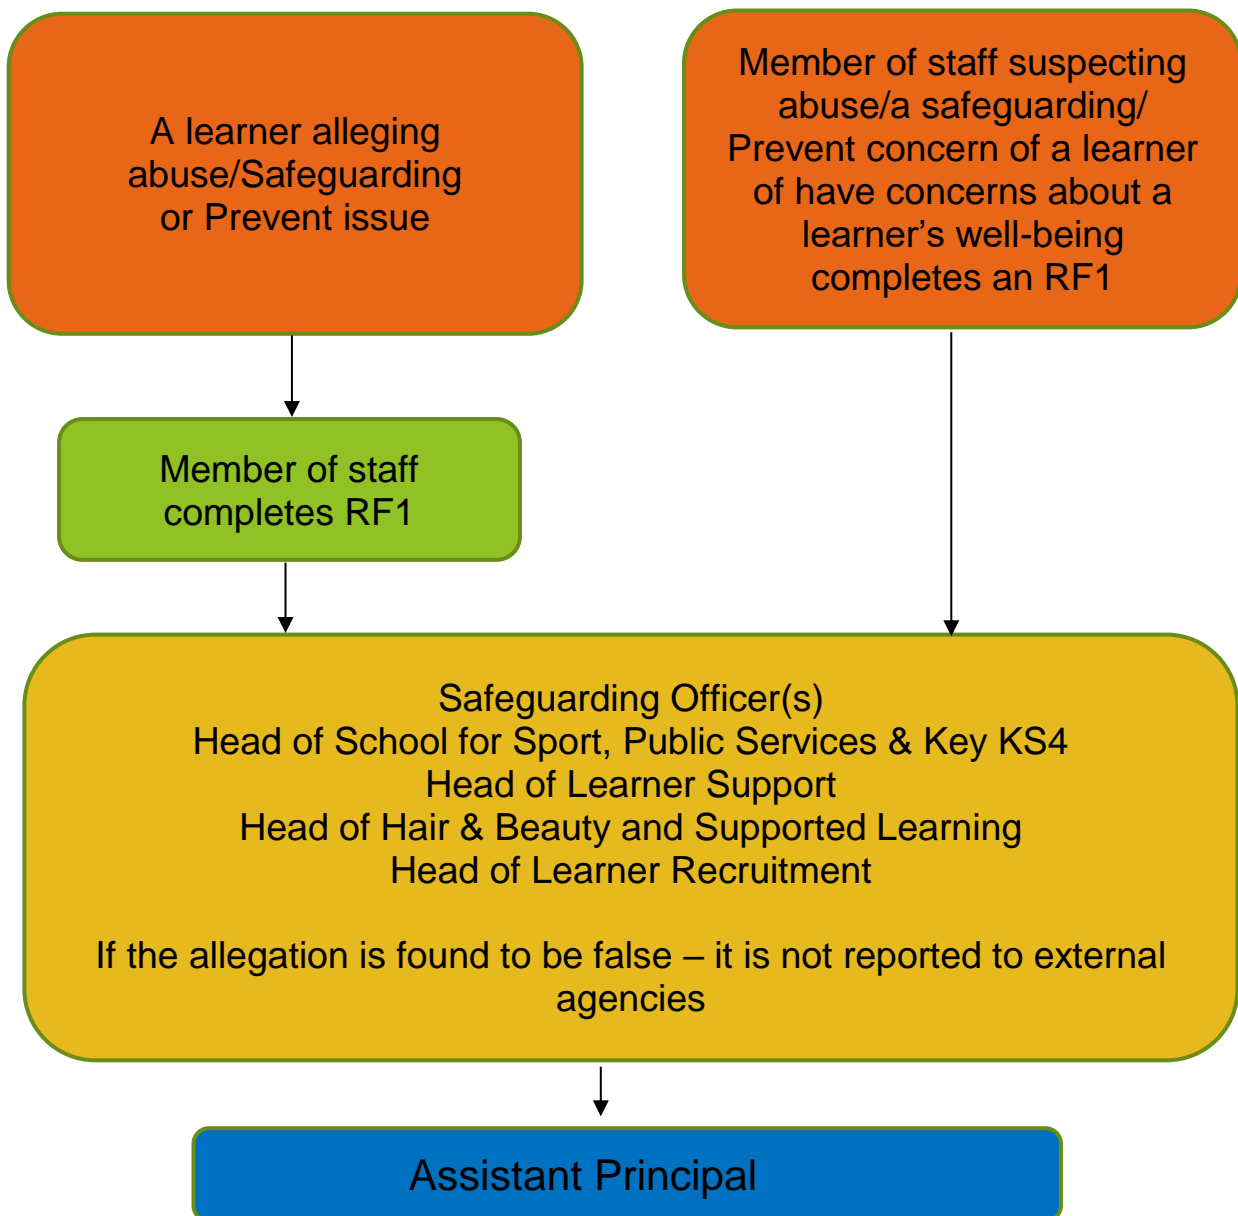 A learner alleging
abuse/Safeguarding
or Prevent issue
Member of staff suspecting
abuse/a safeguarding/
Prevent concern of a learner
of have concerns about a
learner’s well-being
completes an RF1
Member of staff
completes RF1
Safeguarding Officer(s)
Head of School for Sport, Public Services & Key KS4
Head of Learner Support
Head of Hair & Beauty and Supported Learning
Head of Learner Recruitment
If the allegation is found to be false – it is not reported to external
agencies
Assistant Principal